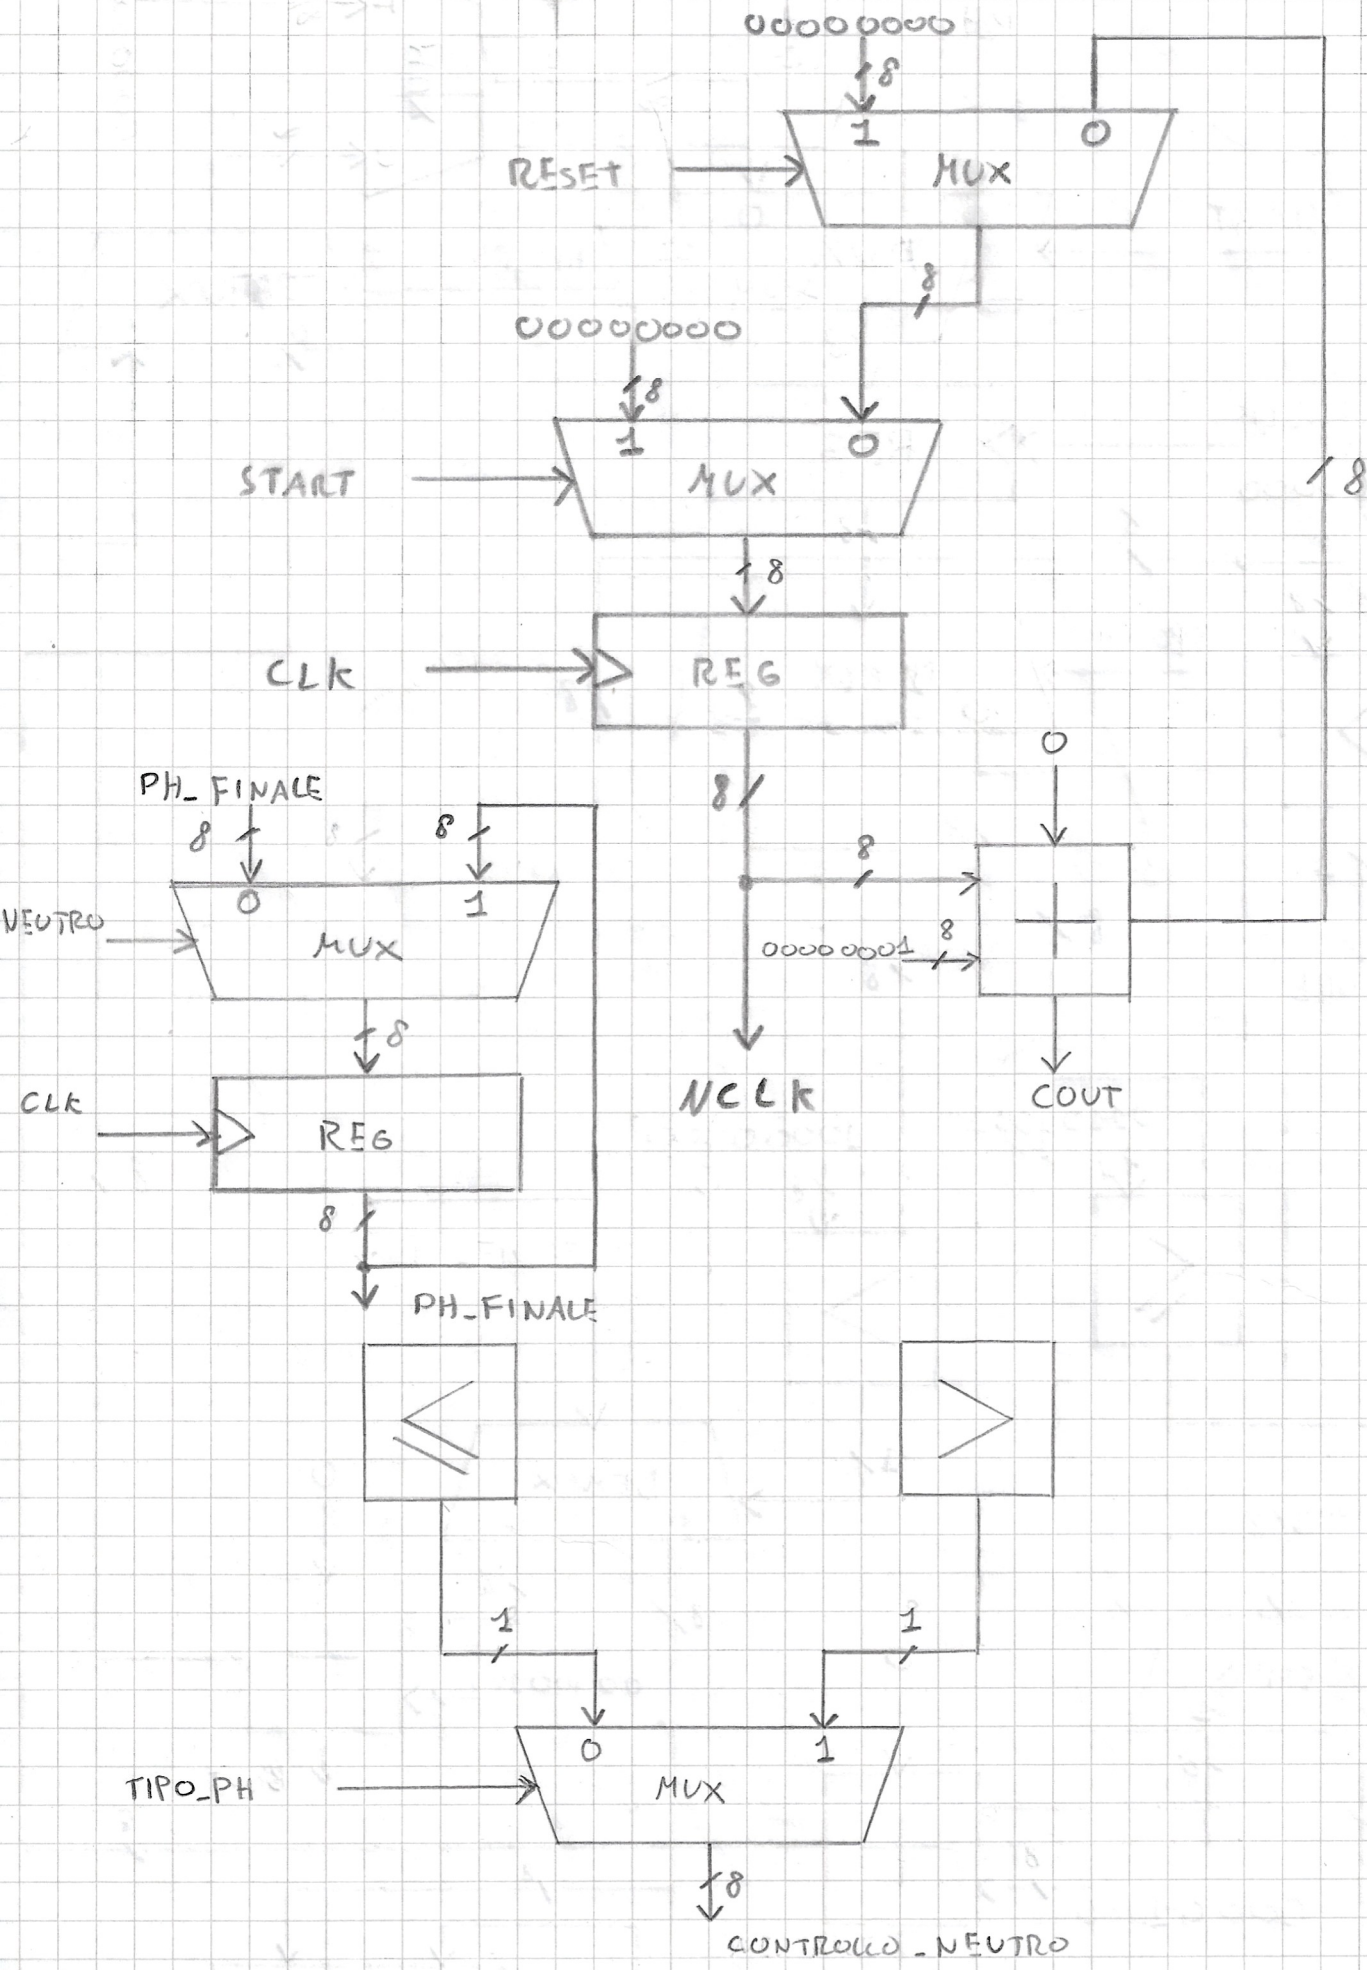 00000000
8
1 0
RESET MUX
8
00000000
8
1 0
START MUX
8
8
CLK REG
0
PH_FINALE
8
8 8
8
0 1
NEUTRO MUX
00000001 8
+
8
NCLK COUT
CLK
REG
8
PH_FINALE
≤ >
1 1
0 1
TIPO_PH MUX
8
CONTROLLO_NEUTRO